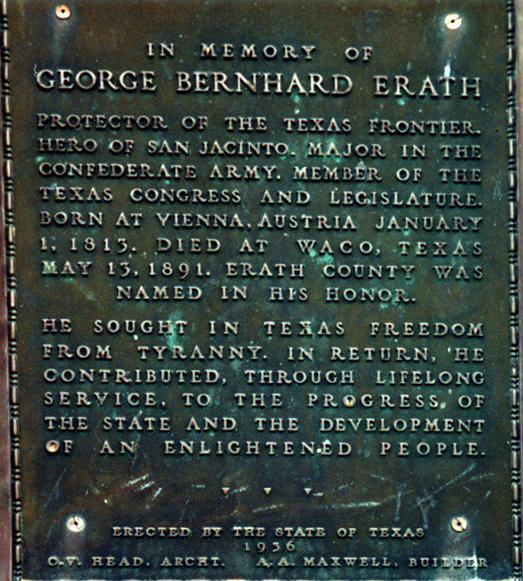 IN MEMORY OF
GEORGE BERNHARD ERATH
PROTECTOR OF THE TEXAS FRONTIER.
HERO OF SAN JACINTO. MAJOR IN THE
CONFEDERATE ARMY. MEMBER OF THE
TEXAS CONGRESS AND LEGISLATURE.
BORN AT VIENNA, AUSTRIA JANUARY
1, 1813. DIED AT WACO, TEXAS
MAY 13, 1891. ERATH COUNTY WAS
NAMED IN HIS HONOR.
HE SOUGHT IN TEXAS FREEDOM
FROM TYRANNY. IN RETURN, HE
CONTRIBUTED, THROUGH LIFELONG
SERVICE, TO THE PROGRESS OF
THE STATE AND THE DEVELOPMENT
OF AN ENLIGHTENED PEOPLE.
ERECTED BY THE STATE OF TEXAS
1936
O.V. HEAD, ARCHT. A.A. MAXWELL, BUILDER